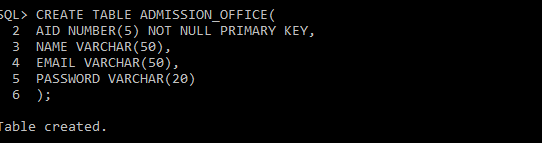 SQL> CREATE TABLE ADMISSION_OFFICE(
2 AID NUMBER(5) NOT NULL PRIMARY KEY,
3 NAME VARCHAR(50),
4 EMAIL VARCHAR(50),
5 PASSWORD VARCHAR(20)
6 );
Table created.